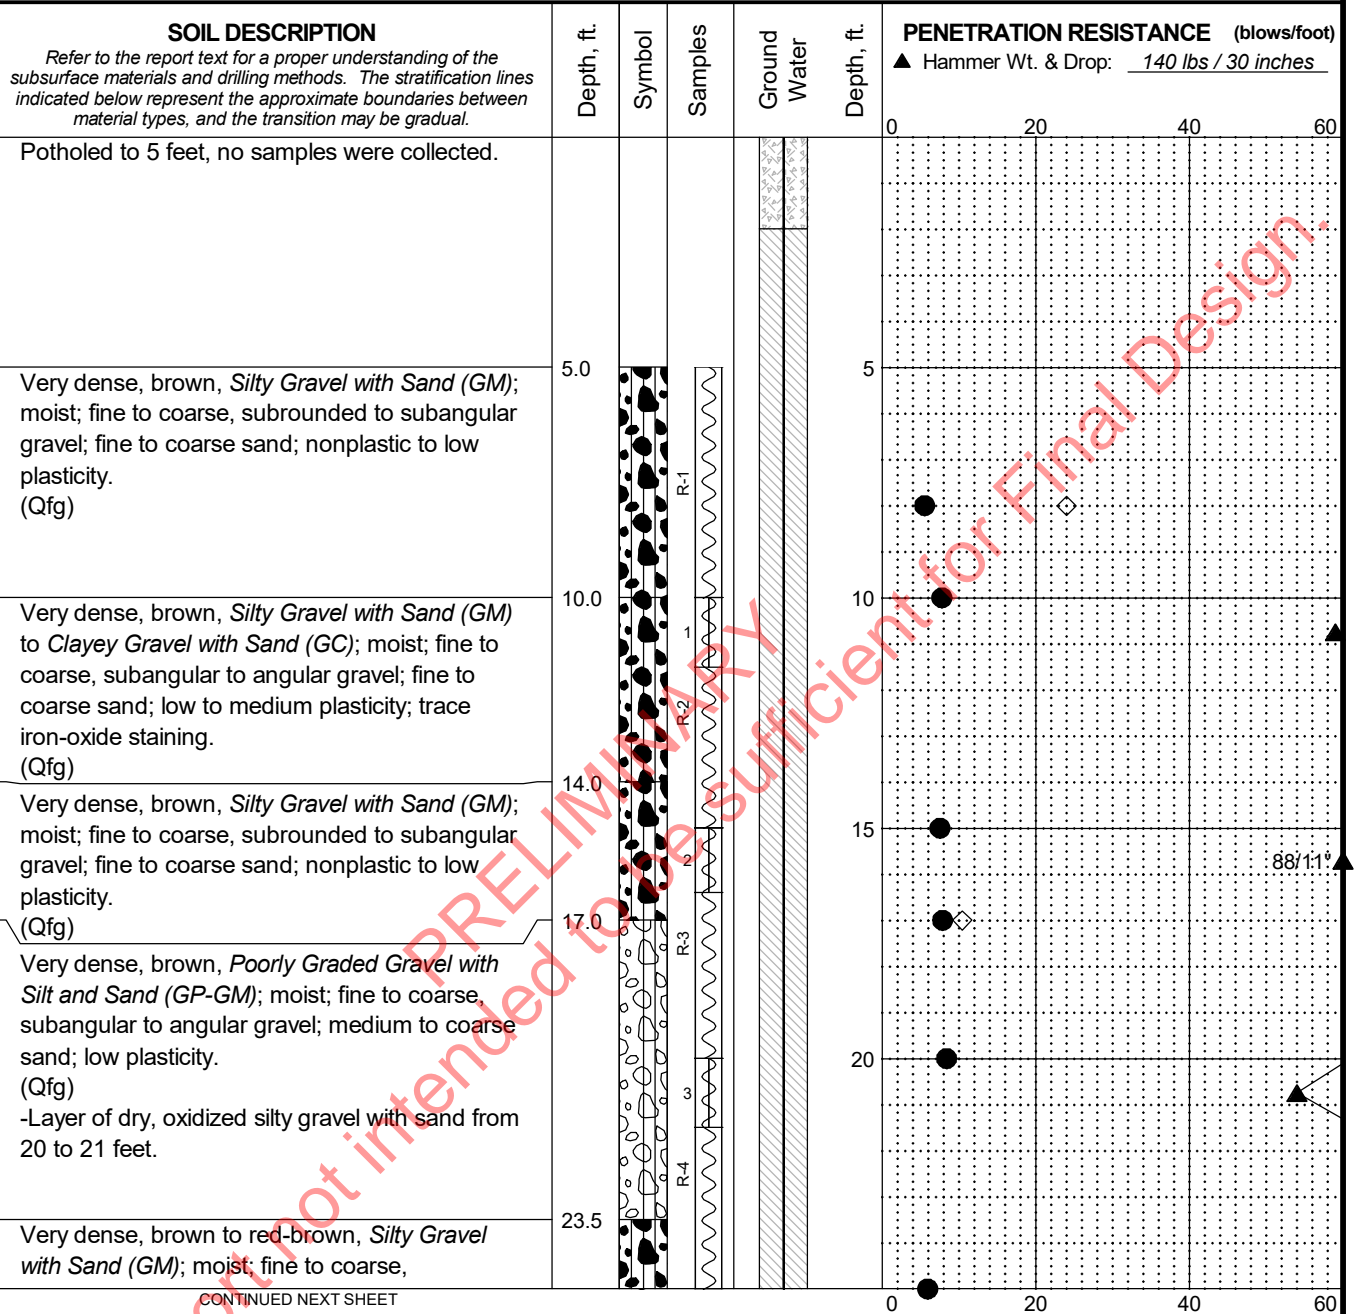 SOIL DESCRIPTION
Refer to the report text for a proper understanding of the
subsurface materials and drilling methods. The stratification lines
indicated below represent the approximate boundaries between
material types, and the transition may be gradual.
Depth, ft.
Symbol
Samples
Ground
Water
Depth, ft.
PENETRATION RESISTANCE (blows/foot)
▲ Hammer Wt. & Drop: 140 lbs / 30 inches
0 20 40 60
Potholed to 5 feet, no samples were collected.
5.0
5
Very dense, brown, Silty Gravel with Sand (GM);
moist; fine to coarse, subrounded to subangular
gravel; fine to coarse sand; nonplastic to low
plasticity.
(Qfg)
R-1
10.0
10
Very dense, brown, Silty Gravel with Sand (GM)
to Clayey Gravel with Sand (GC); moist; fine to
coarse, subangular to angular gravel; fine to
coarse sand; low to medium plasticity; trace
iron-oxide staining.
(Qfg)
1
R-2
14.0
Very dense, brown, Silty Gravel with Sand (GM);
moist; fine to coarse, subrounded to subangular
gravel; fine to coarse sand; nonplastic to low
plasticity.
(Qfg)
15
2
88/11"
17.0
R-3
Very dense, brown, Poorly Graded Gravel with
Silt and Sand (GP-GM); moist; fine to coarse,
subangular to angular gravel; medium to coarse
sand; low plasticity.
(Qfg)
-Layer of dry, oxidized silty gravel with sand from
20 to 21 feet.
20
3
R-4
23.5
Very dense, brown to red-brown, Silty Gravel
with Sand (GM); moist; fine to coarse,
CONTINUED NEXT SHEET
0 20 40 60
PRELIMINARY
not intended to be sufficient for Final Design.